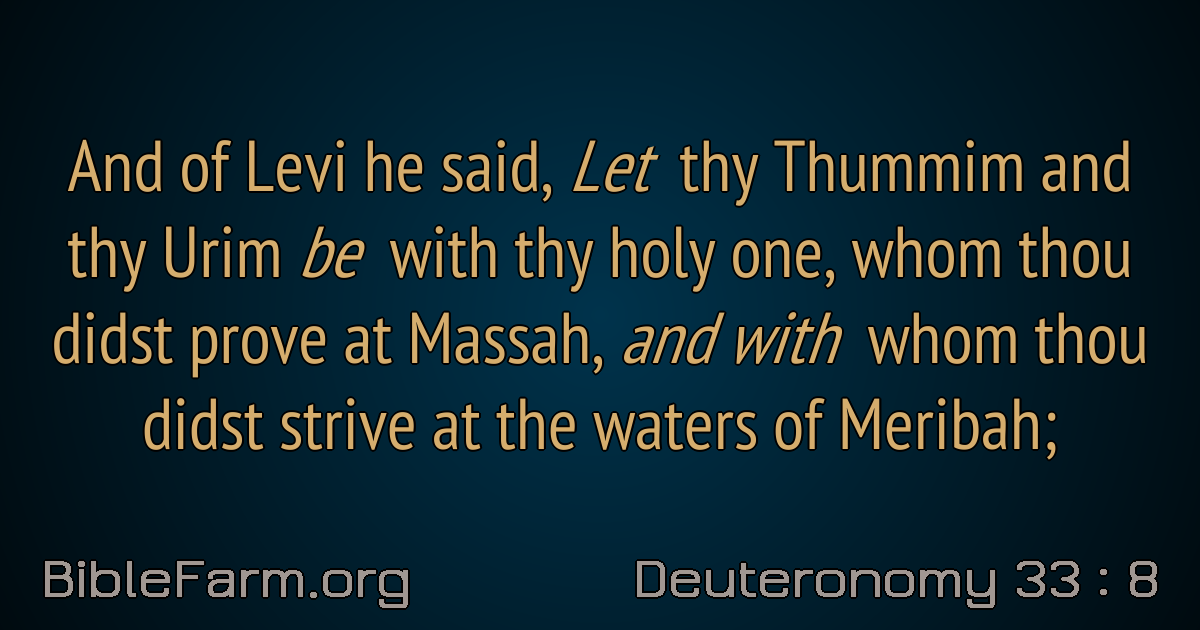 And of Levi he said, Let thy Thummim and
thy Urim be with thy holy one, whom thou
didst prove at Massah, and with whom thou
didst strive at the waters of Meribah;
BibleFarm.org
Deuteronomy 33 : 8